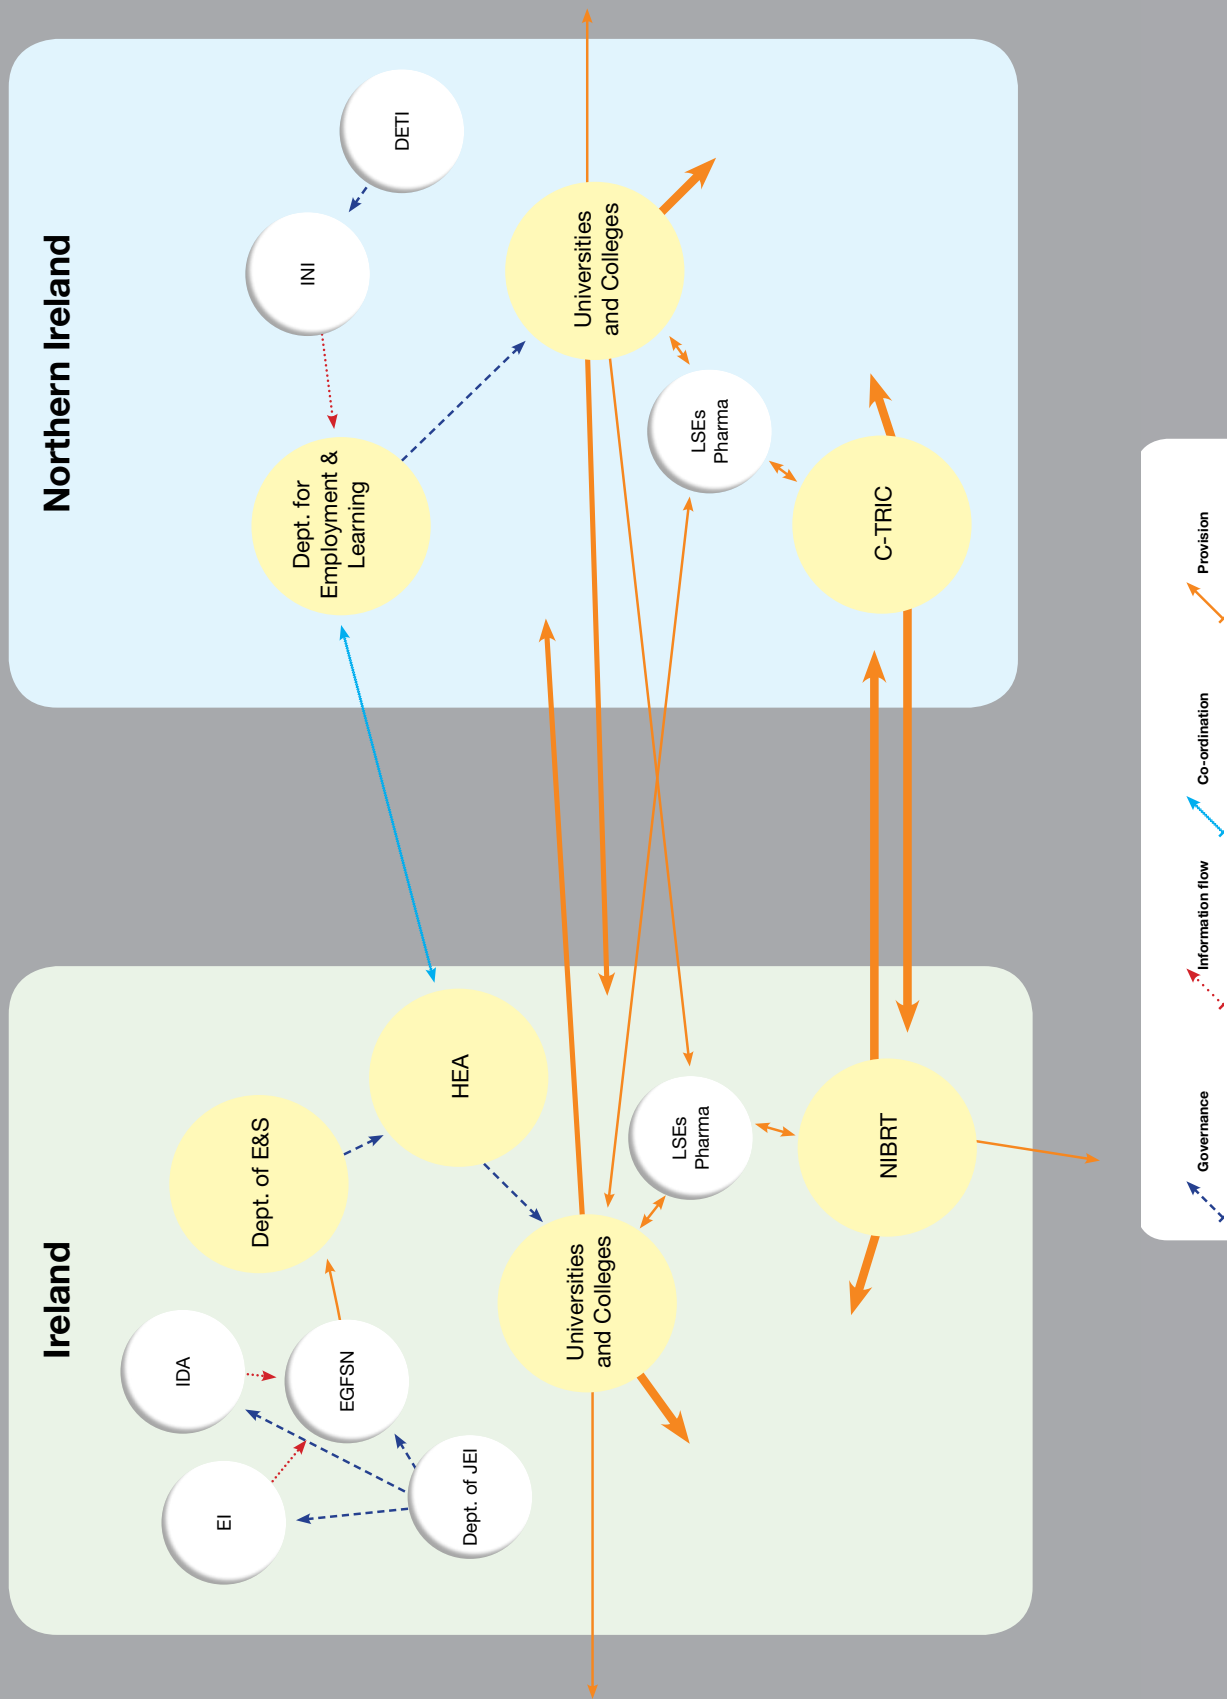 Ireland
Northern Ireland
IDA
EI
Dept. of E&S
EGFSN
HEA
Dept. of JEI
Universities
and Colleges
LSEs
Pharma
NIBRT
INI
DETI
Dept. for
Employment &
Learning
Universities
and Colleges
LSEs
Pharma
C-TRIC
Governance
Information flow
Co-ordination
Provision